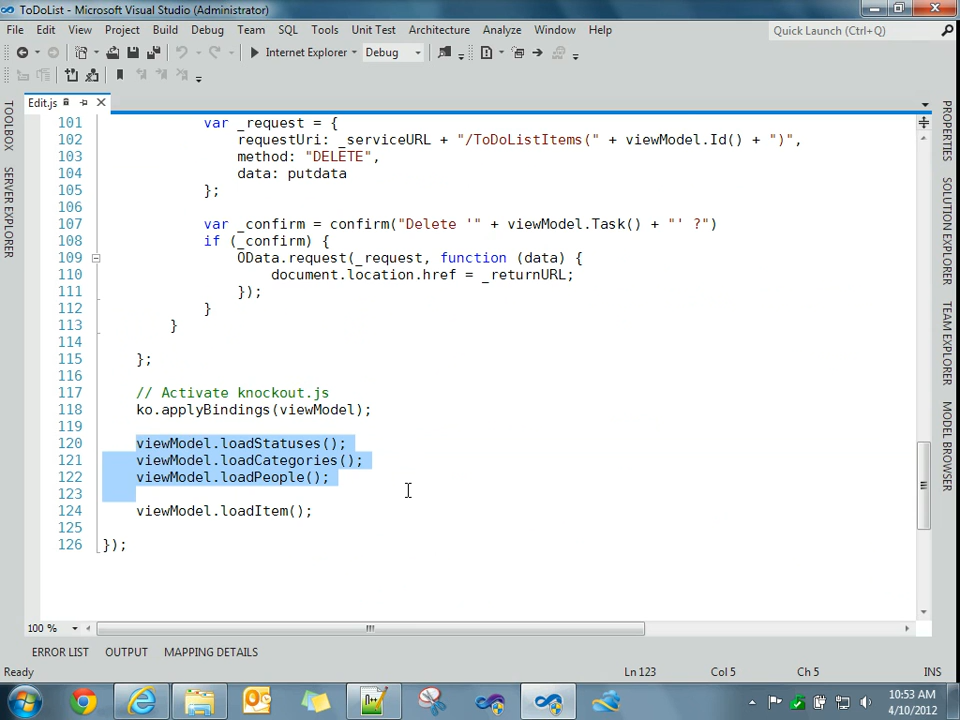 ToDoList - Microsoft Visual Studio (Administrator)
File Edit View Project Build Debug Team SQL Tools Unit Test Architecture Analyze Window Help Quick Launch (Ctrl+Q)
Internet Explorer Debug
Edit.js
TOOLBOX
SERVER EXPLORER
101 var _request = {
102 requestUri: _serviceURL + "/ToDoListItems(" + viewModel.Id() + ")",
103 method: "DELETE",
104 data: putdata
105 };
106
107 var _confirm = confirm("Delete '" + viewModel.Task() + "' ?")
108 if (_confirm) {
109 OData.request(_request, function (data) {
110 document.location.href = _returnURL;
111 });
112 }
113 }
114
115 };
116
117 // Activate knockout.js
118 ko.applyBindings(viewModel);
119
120 viewModel.loadStatuses();
121 viewModel.loadCategories();
122 viewModel.loadPeople();
123
124 viewModel.loadItem();
125
126 });
PROPERTIES
SOLUTION EXPLORER
TEAM EXPLORER
MODEL BROWSER
100 %
ERROR LIST OUTPUT MAPPING DETAILS
Ready Ln 123 Col 5 Ch 5 INS
10:53 AM
4/10/2012